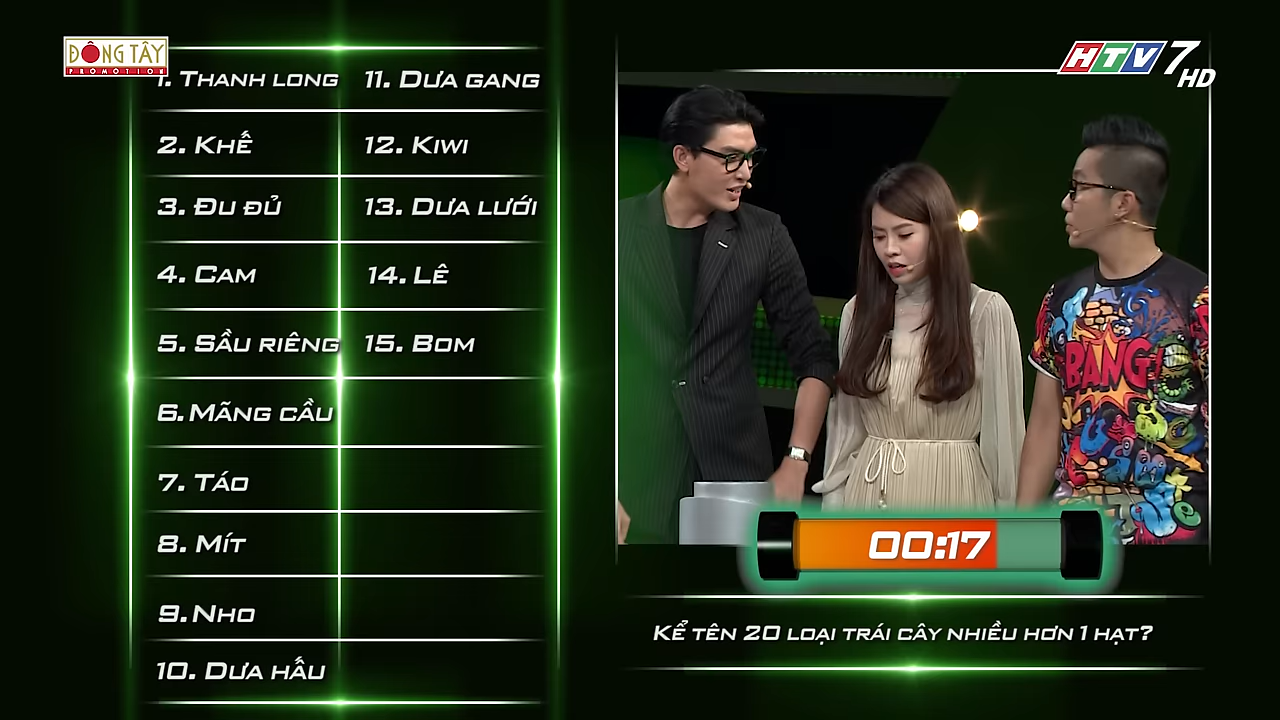 ĐÔNG TÂY
PROMOTION
HTV7
HD
1. THANH LONG
2. KHẾ
3. ĐU ĐỦ
4. CAM
5. SẦU RIÊNG
6. MÃNG CẦU
7. TÁO
8. MÍT
9. NHO
10. DƯA HẤU
11. DƯA GANG
12. KIWI
13. DƯA LƯỚI
14. LÊ
15. BOM
BANG!
00:17
KỂ TÊN 20 LOẠI TRÁI CÂY NHIỀU HƠN 1 HẠT?